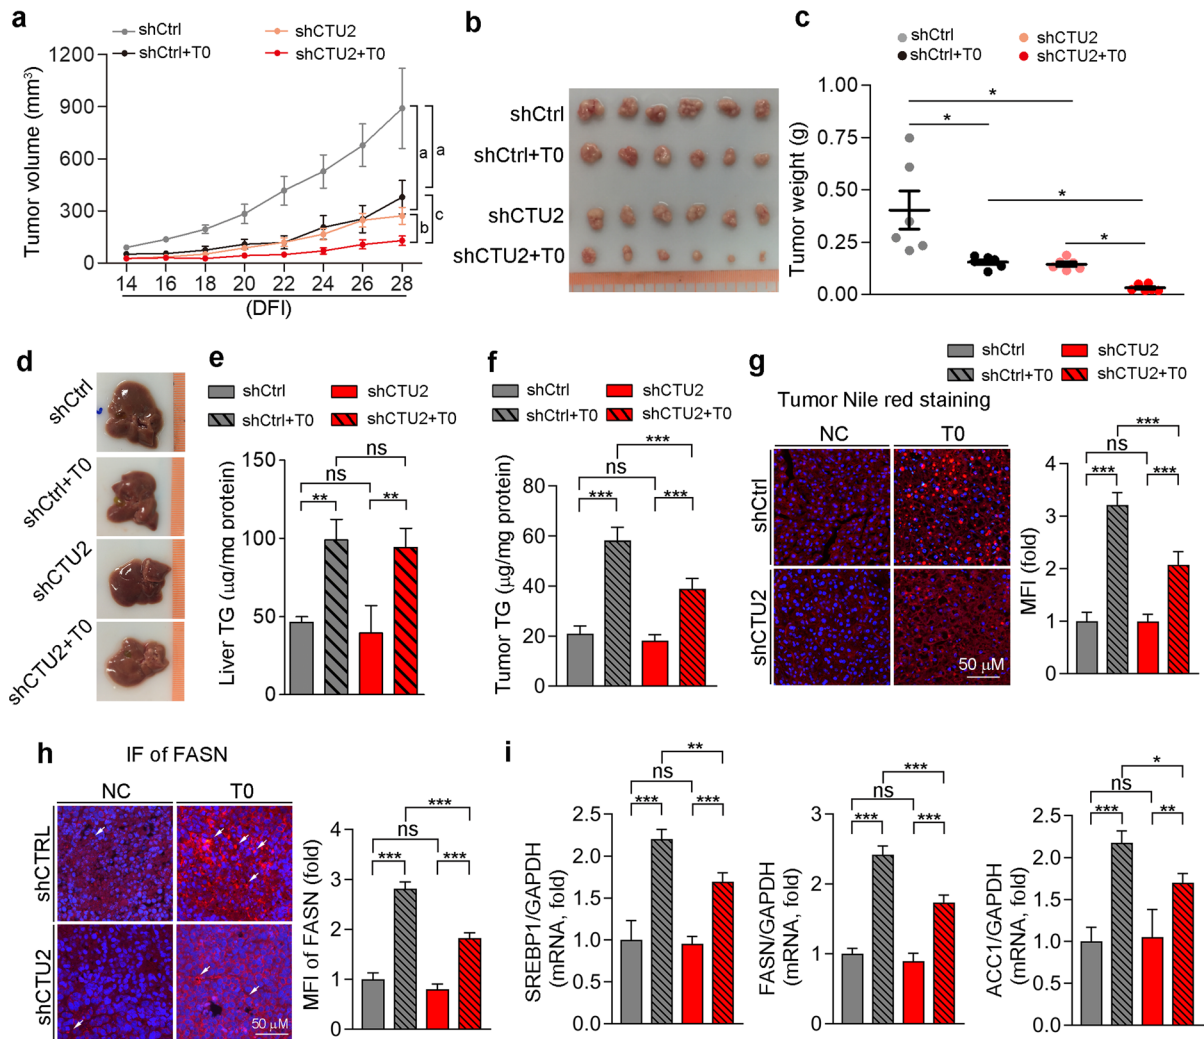 a
shCtrl
shCtrl+T0
shCTU2
shCTU2+T0
Tumor volume (mm³)
1200
900
600
300
0
14 16 18 20 22 24 26 28
(DFI)
a
a
b
c
b
shCtrl
shCtrl+T0
shCTU2
shCTU2+T0
c
shCtrl
shCtrl+T0
shCTU2
shCTU2+T0
Tumor weight (g)
1.00
0.75
0.50
0.25
0.00
*
*
*
*
d
shCtrl
shCtrl+T0
shCTU2
shCTU2+T0
e
shCtrl
shCTU2
shCtrl+T0
shCTU2+T0
Liver TG (μg/mg protein)
150
100
50
0
ns
ns
**
**
f
shCtrl
shCTU2
shCtrl+T0
shCTU2+T0
Tumor TG (μg/mg protein)
80
60
40
20
0
***
ns
***
***
g
shCtrl
shCTU2
shCtrl+T0
shCTU2+T0
Tumor Nile red staining
NC
T0
shCtrl
shCTU2
50 μM
MFI (fold)
4
3
2
1
0
***
ns
***
***
h
IF of FASN
NC
T0
shCTRL
shCTU2
50 μM
MFI of FASN (fold)
4
3
2
1
0
***
ns
***
***
i
SREBP1/GAPDH
(mRNA, fold)
2.5
2.0
1.5
1.0
0.5
0.0
**
ns
***
***
FASN/GAPDH
(mRNA, fold)
3
2
1
0
***
ns
***
***
ACC1/GAPDH
(mRNA, fold)
2.5
2.0
1.5
1.0
0.5
0.0
*
ns
***
**